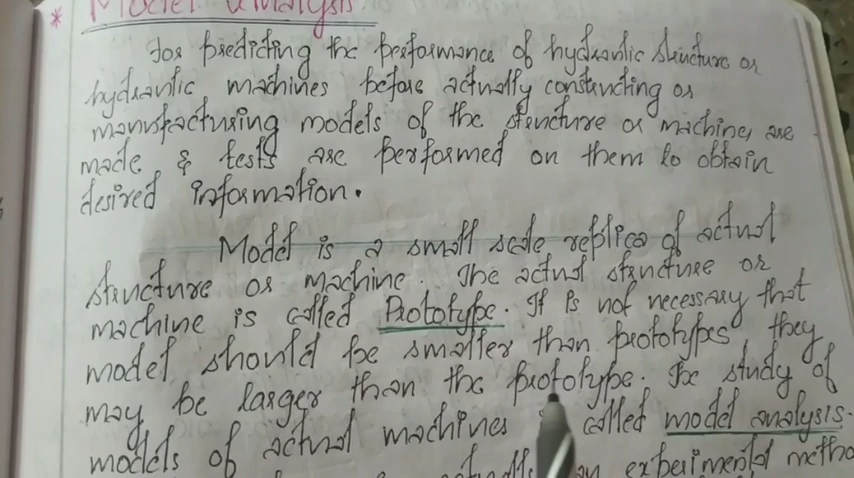 * Model analysis
For predicting the performance of hydraulic structure or
hydraulic machines before actually constructing or
manufacturing models of the structure or machines are
made & tests are performed on them to obtain
desired information.
Model is a small scale replica of actual
structure or machine. The actual structure or
machine is called Prototype. It is not necessary that
model should be smaller than prototypes, they
may be larger than the prototype. The study of
models of actual machines called model analysis.
an experimental